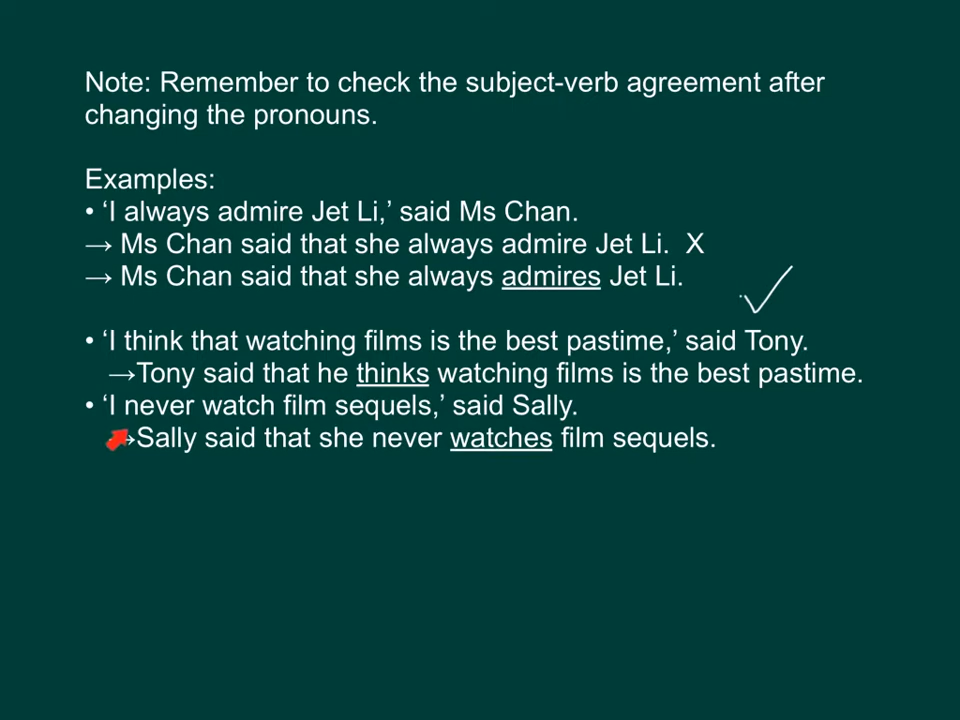 Note: Remember to check the subject-verb agreement after
changing the pronouns.
Examples:
• ‘I always admire Jet Li,’ said Ms Chan.
→ Ms Chan said that she always admire Jet Li. X
→ Ms Chan said that she always admires Jet Li.
• ‘I think that watching films is the best pastime,’ said Tony.
→Tony said that he thinks watching films is the best pastime.
• ‘I never watch film sequels,’ said Sally.
→Sally said that she never watches film sequels.